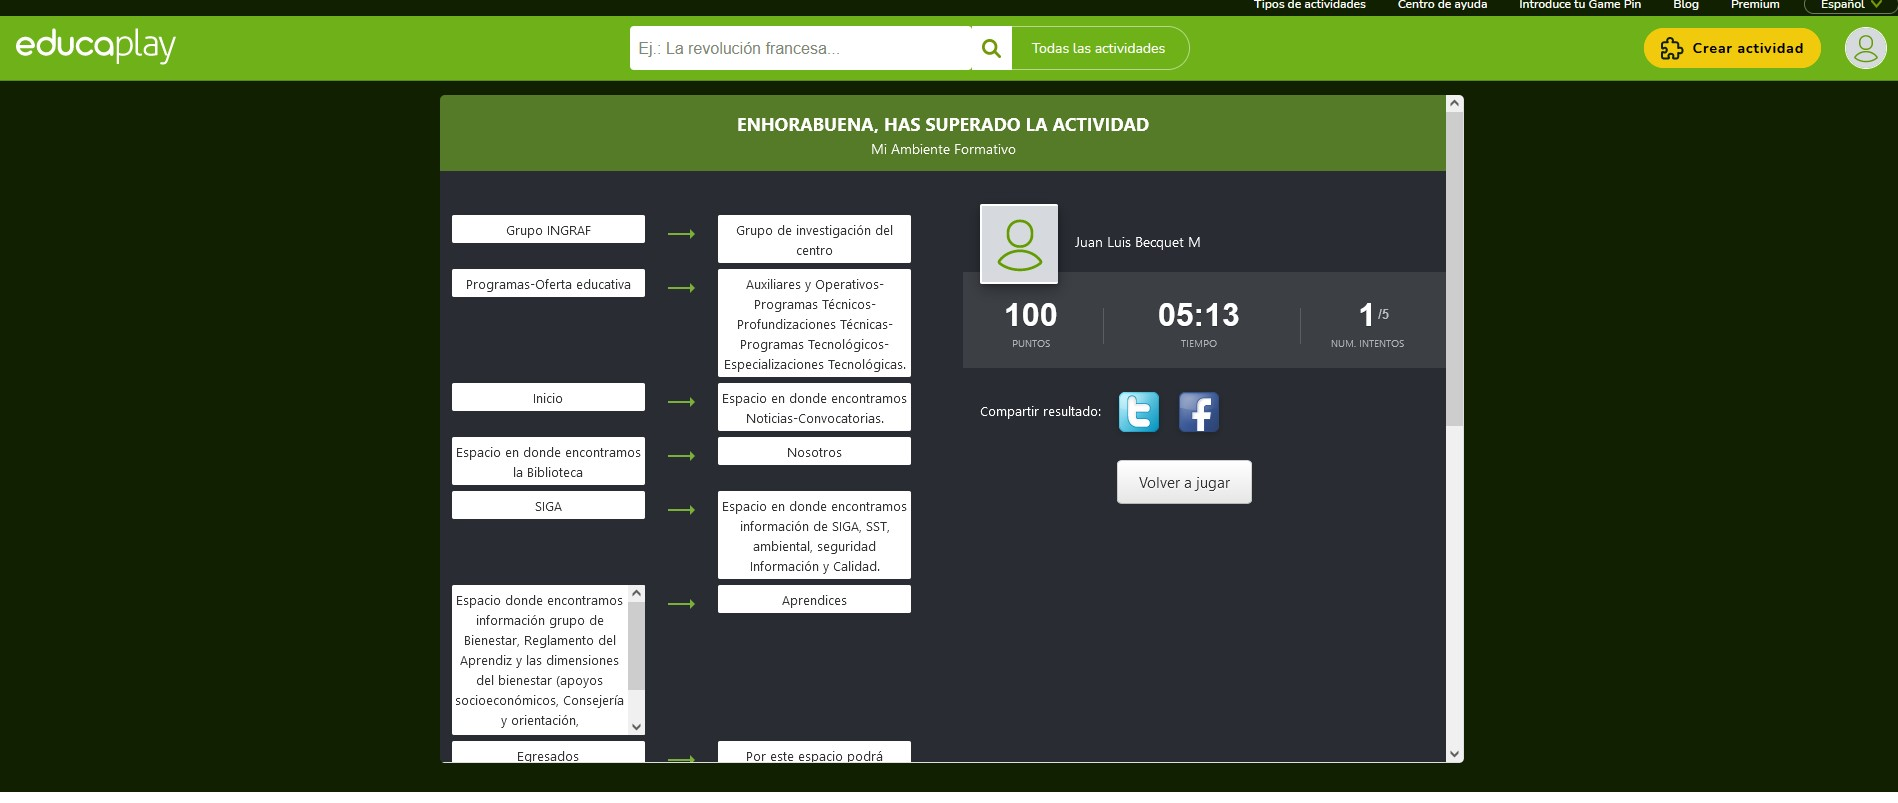 Tipos de actividades Centro de ayuda Introduce tu Game Pin Blog Premium Español
educaplay
Ej.: La revolución francesa...
Todas las actividades
Crear actividad
ENHORABUENA, HAS SUPERADO LA ACTIVIDAD
Mi Ambiente Formativo
Grupo INGRAF
Grupo de investigación del
centro
Programas-Oferta educativa
Auxiliares y Operativos-
Programas Técnicos-
Profundizaciones Técnicas-
Programas Tecnológicos-
Especializaciones Tecnológicas.
Inicio
Espacio en donde encontramos
Noticias-Convocatorias.
Espacio en donde encontramos
la Biblioteca
Nosotros
SIGA
Espacio en donde encontramos
información de SIGA, SST,
ambiental, seguridad
Información y Calidad.
Espacio donde encontramos
información grupo de
Bienestar, Reglamento del
Aprendiz y las dimensiones
del bienestar (apoyos
socioeconómicos, Consejería
y orientación,
Aprendices
Egresados
Por este espacio podrá
Juan Luis Becquet M
100
PUNTOS
05:13
TIEMPO
1 /5
NUM. INTENTOS
Compartir resultado:
Volver a jugar